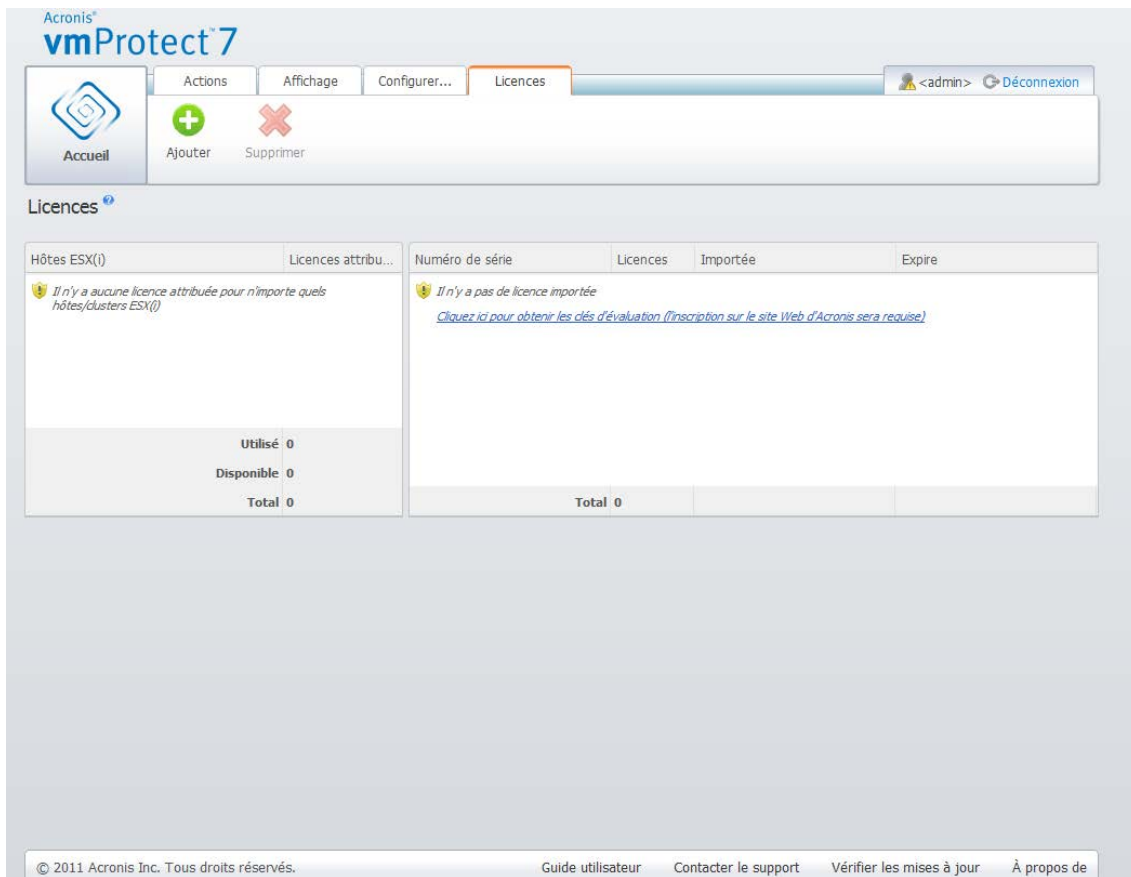 Acronis®
vmProtect™ 7
Actions
Affichage
Configurer...
Licences
<admin>
Déconnexion
Accueil
Ajouter
Supprimer
Licences
Hôtes ESX(i)
Licences attribu...
Numéro de série
Licences
Importée
Expire
Il n'y a aucune licence attribuée pour n'importe quels
hôtes/clusters ESX(i)
Il n'y a pas de licence importée
Cliquez ici pour obtenir les clés d'évaluation (l'inscription sur le site Web d'Acronis sera requise)
Utilisé 0
Disponible 0
Total 0
Total 0
© 2011 Acronis Inc. Tous droits réservés.
Guide utilisateur
Contacter le support
Vérifier les mises à jour
À propos de